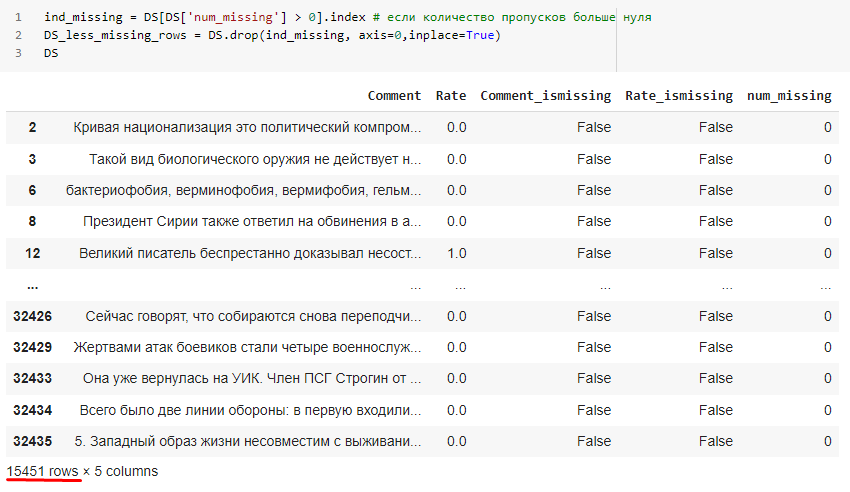 1 ind_missing = DS[DS['num_missing'] > 0].index # если количество пропусков больше нуля
2 DS_less_missing_rows = DS.drop(ind_missing, axis=0,inplace=True)
3 DS
Comment Rate Comment_ismissing Rate_ismissing num_missing
2 Кривая национализация это политический компром... 0.0 False False 0
3 Такой вид биологического оружия не действует н... 0.0 False False 0
6 бактериофобия, верминофобия, вермифобия, гельм... 0.0 False False 0
8 Президент Сирии также ответил на обвинения в а... 0.0 False False 0
12 Великий писатель беспрестанно доказывал несост... 1.0 False False 0
... ... ... ... ... ...
32426 Сейчас говорят, что собираются снова переподчи... 0.0 False False 0
32429 Жертвами атак боевиков стали четыре военнослуж... 0.0 False False 0
32433 Она уже вернулась на УИК. Член ПСГ Строгин от ... 0.0 False False 0
32434 Всего было две линии обороны: в первую входили... 0.0 False False 0
32435 5. Западный образ жизни несовместим с выживани... 0.0 False False 0
15451 rows × 5 columns